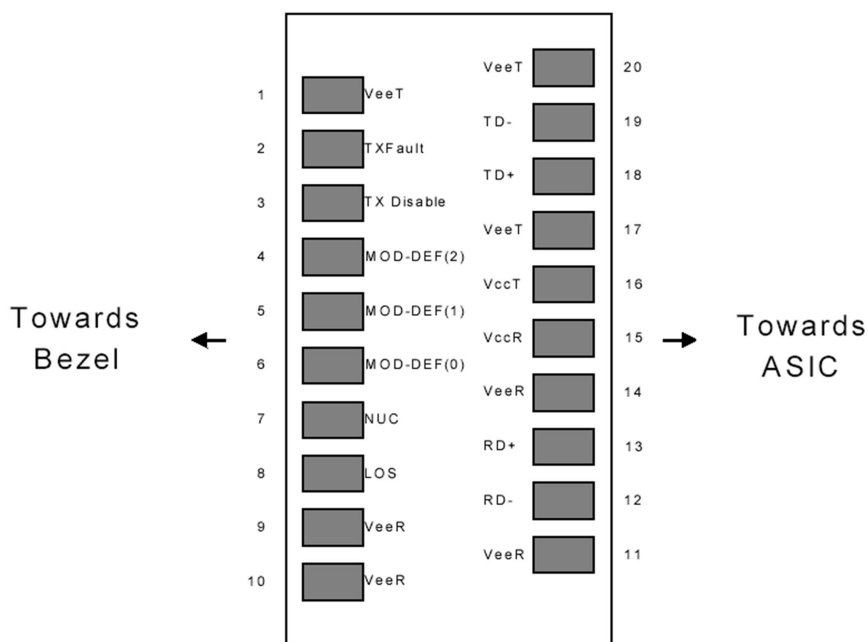 VeeT 20
1 VeeT
TD- 19
2 TXFault
TD+ 18
3 TX Disable
VeeT 17
4 MOD-DEF(2)
VccT 16
5 MOD-DEF(1)
Towards
Bezel
VccR 15
Towards
ASIC
6 MOD-DEF(0)
VeeR 14
7 NUC
RD+ 13
8 LOS
RD- 12
9 VeeR
VeeR 11
10 VeeR